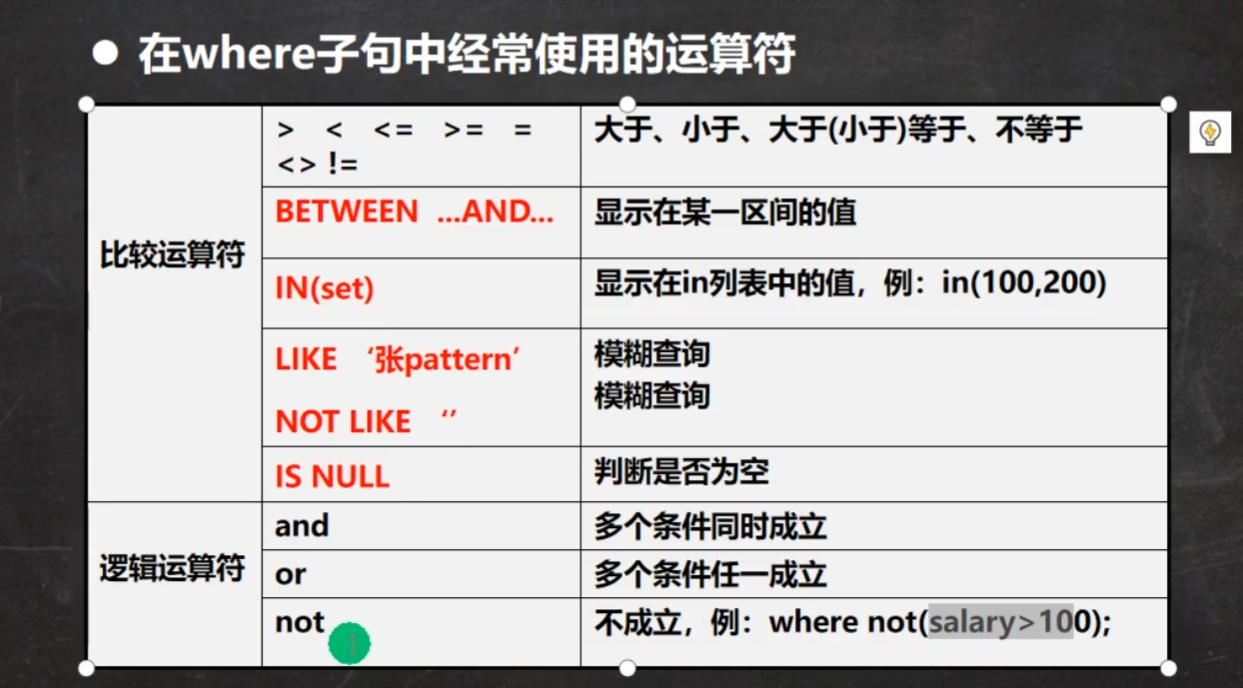 ● 在where子句中经常使用的运算符
比较运算符
> < <= >= =
<> !=
大于、小于、大于(小于)等于、不等于
BETWEEN ...AND...
显示在某一区间的值
IN(set)
显示在in列表中的值，例：in(100,200)
LIKE ‘张pattern’
NOT LIKE ‘’
模糊查询
模糊查询
IS NULL
判断是否为空
逻辑运算符
and
多个条件同时成立
or
多个条件任一成立
not
不成立，例：where not(salary>100);